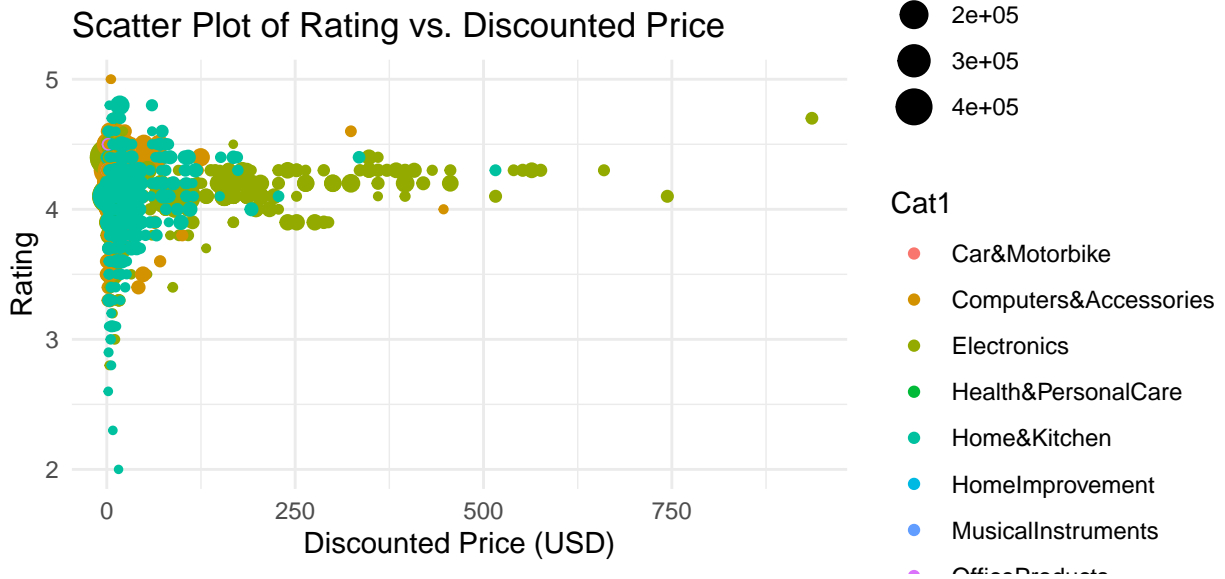 Scatter Plot of Rating vs. Discounted Price
5
4
3
2
Rating
0 250 500 750
Discounted Price (USD)
2e+05
3e+05
4e+05
Cat1
Car&Motorbike
Computers&Accessories
Electronics
Health&PersonalCare
Home&Kitchen
HomeImprovement
MusicalInstruments
OfficeProducts